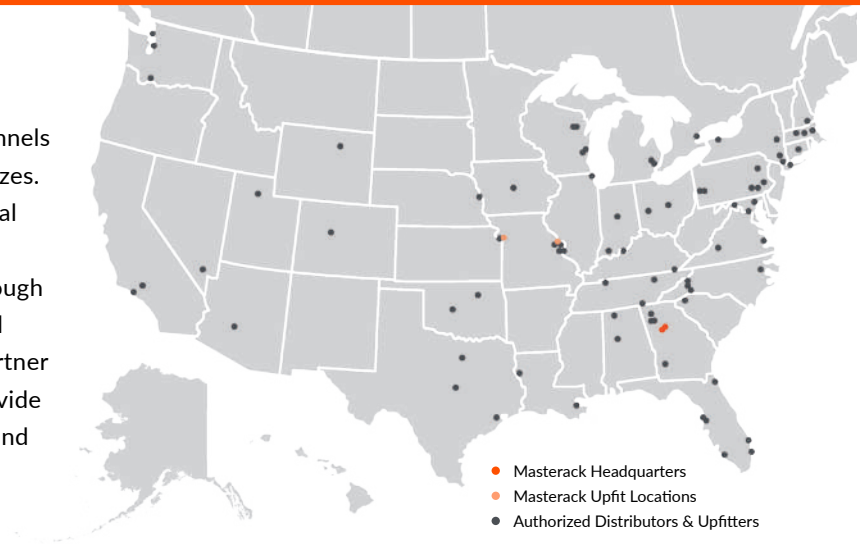 nnels
zes.
al
ough
l
rtner
vide
nd
Masterack Headquarters
Masterack Upfit Locations
Authorized Distributors & Upfitters